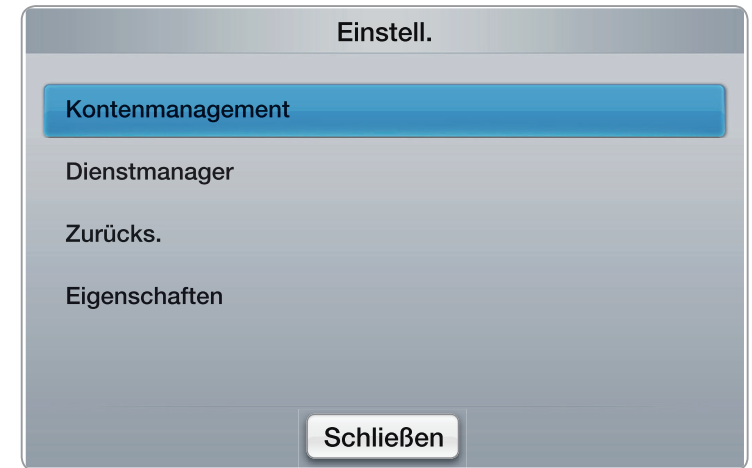 Einstell.
Kontenmanagement
Dienstmanager
Zurücks.
Eigenschaften
Schließen